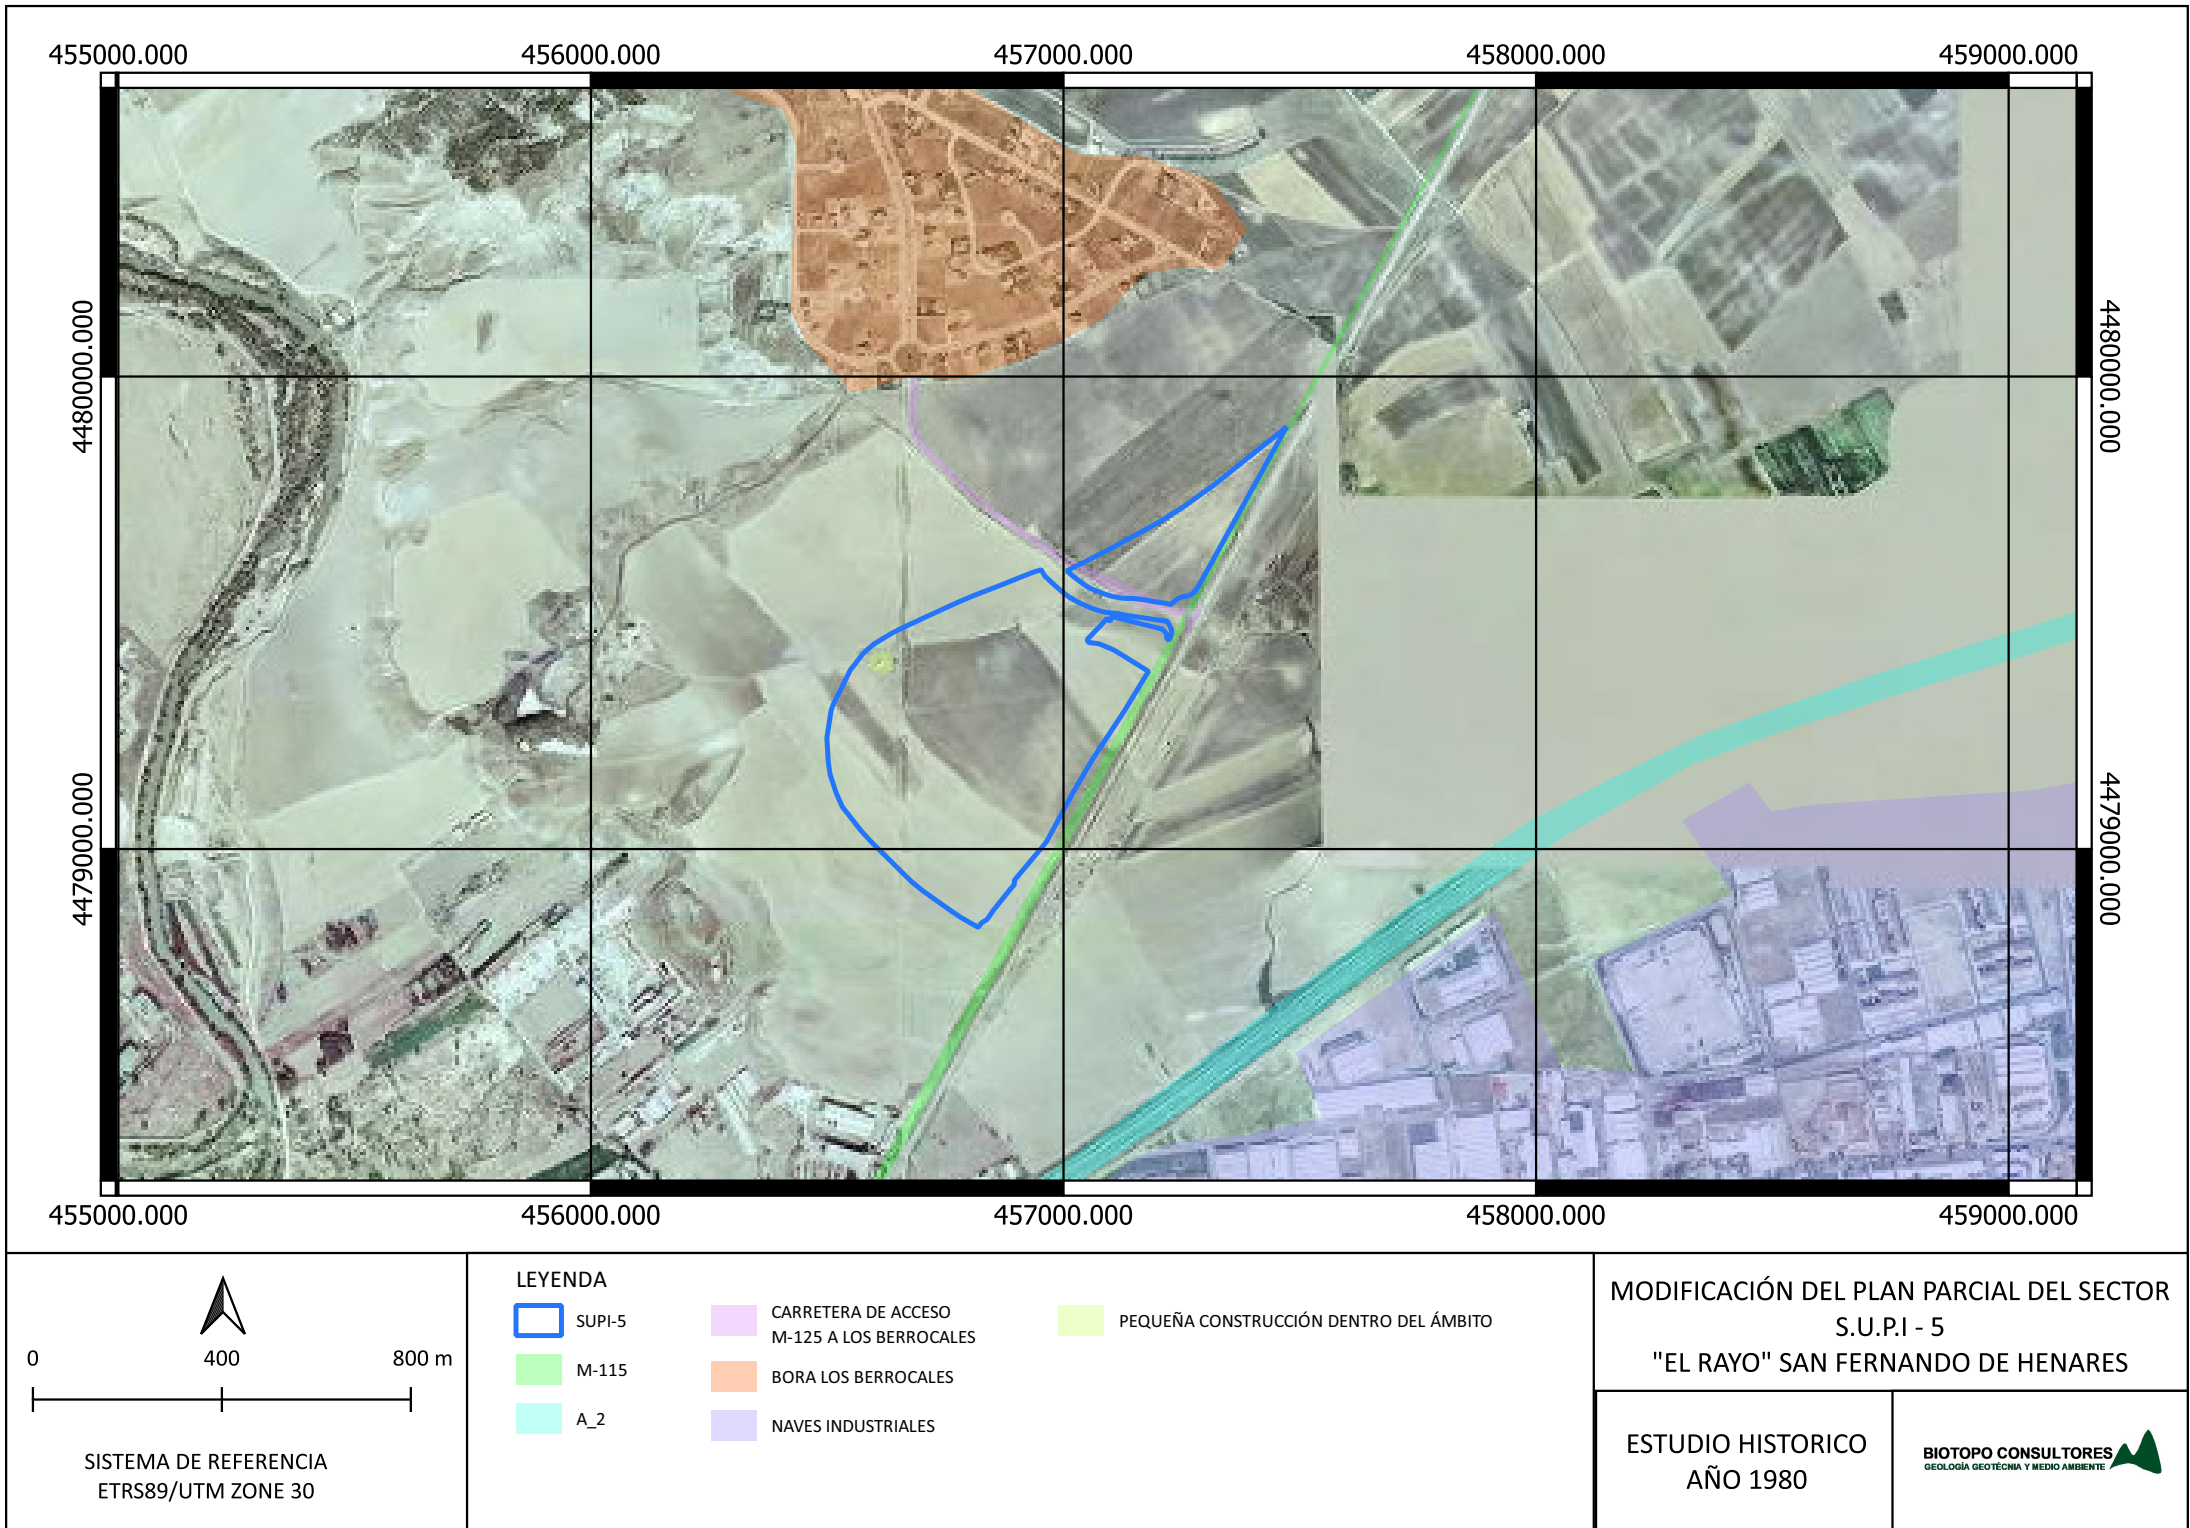 455000.000 456000.000 457000.000 458000.000 459000.000
4480000.000
4480000.000
4479000.000
4479000.000
455000.000 456000.000 457000.000 458000.000 459000.000
0 400 800 m
SISTEMA DE REFERENCIA
ETRS89/UTM ZONE 30
LEYENDA
SUPI-5
M-115
A_2
CARRETERA DE ACCESO
M-125 A LOS BERROCALES
BORA LOS BERROCALES
NAVES INDUSTRIALES
PEQUEÑA CONSTRUCCIÓN DENTRO DEL ÁMBITO
MODIFICACIÓN DEL PLAN PARCIAL DEL SECTOR
S.U.P.I - 5
"EL RAYO" SAN FERNANDO DE HENARES
ESTUDIO HISTORICO
AÑO 1980
BIOTOPO CONSULTORES
GEOLOGÍA GEOTÉCNIA Y MEDIO AMBIENTE